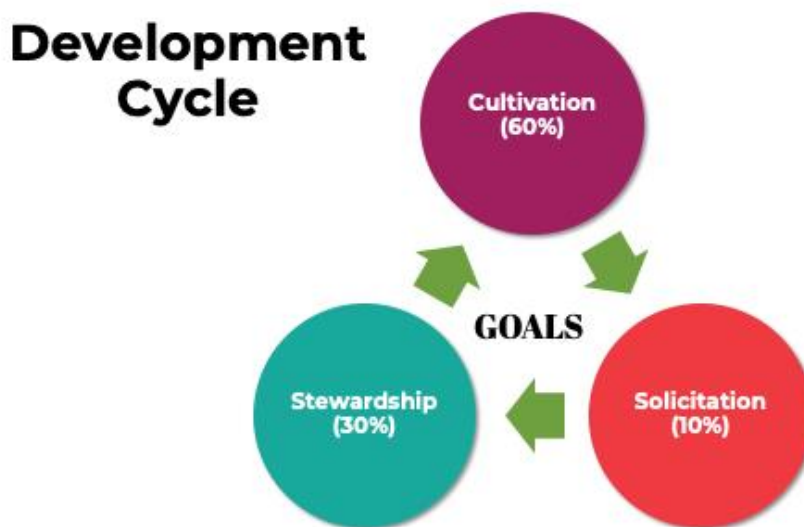 Development
Cycle
Cultivation
(60%)
GOALS
Stewardship
(30%)
Solicitation
(10%)